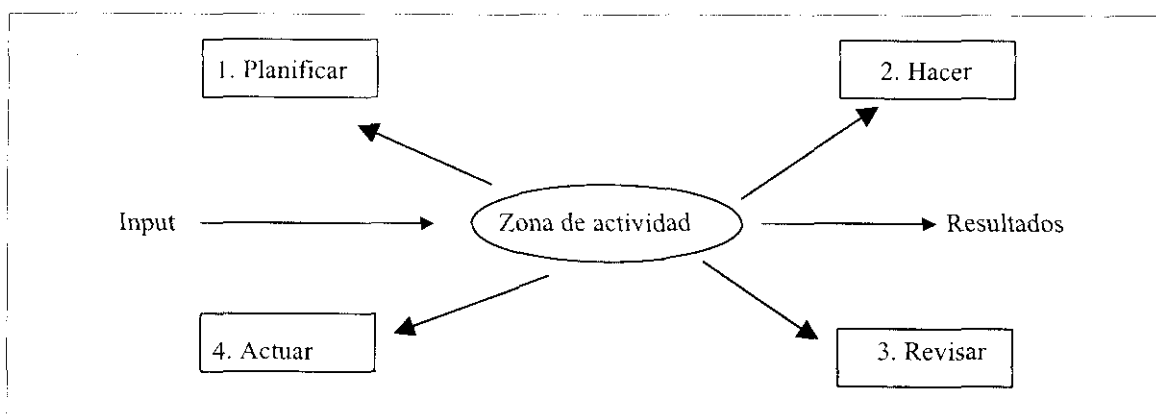 1. Planificar
2. Hacer
Input
Zona de actividad
Resultados
4. Actuar
3. Revisar